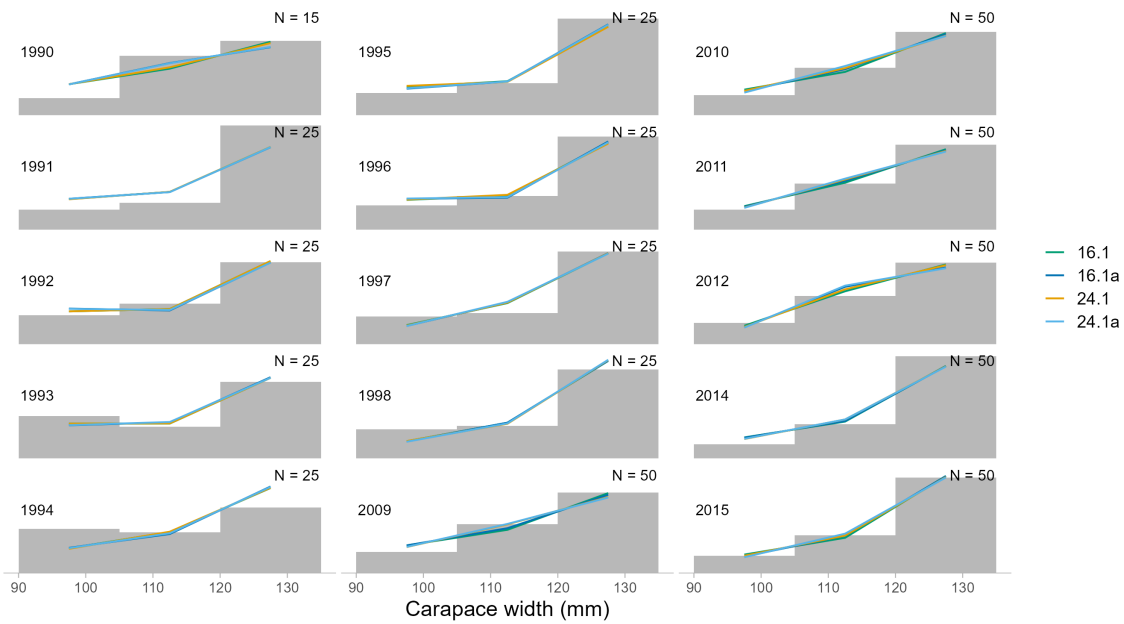 N = 15
1990
N = 25
1995
N = 50
2010
N = 25
1991
N = 25
1996
N = 50
2011
N = 25
1992
N = 25
1997
N = 50
2012
N = 25
1993
N = 25
1998
N = 50
2014
N = 25
1994
N = 50
2009
N = 50
2015
16.1
16.1a
24.1
24.1a
90 100 110 120 130 90 100 110 120 130 90 100 110 120 130
Carapace width (mm)